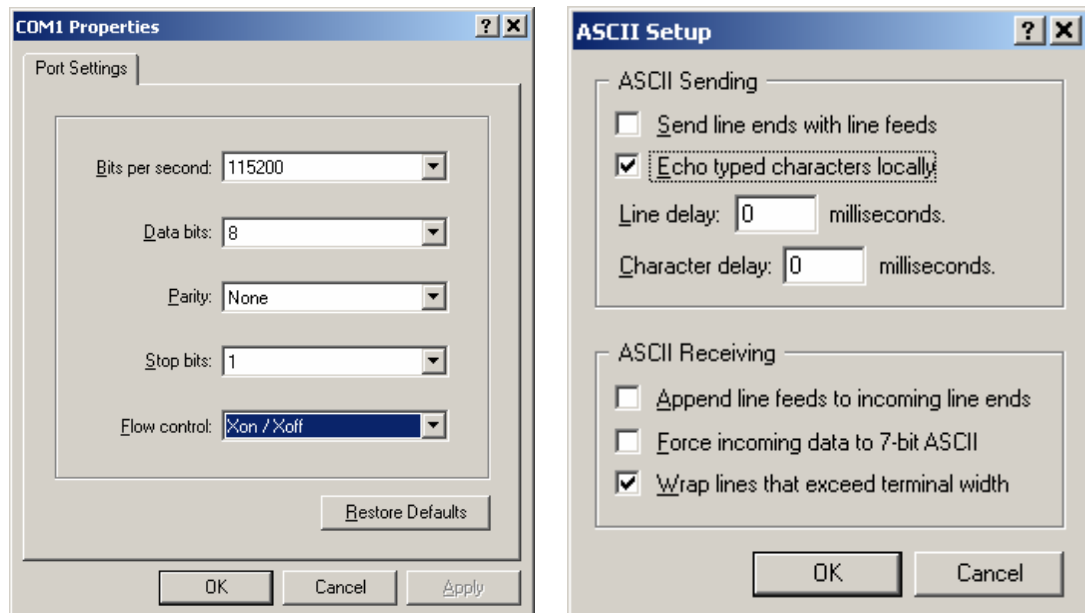 COM1 Properties
Port Settings
Bits per second: 115200
Data bits: 8
Parity: None
Stop bits: 1
Flow control: Xon / Xoff
Restore Defaults
OK Cancel Apply
ASCII Setup
ASCII Sending
Send line ends with line feeds
Echo typed characters locally
Line delay: 0 milliseconds.
Character delay: 0 milliseconds.
ASCII Receiving
Append line feeds to incoming line ends
Force incoming data to 7-bit ASCII
Wrap lines that exceed terminal width
OK Cancel